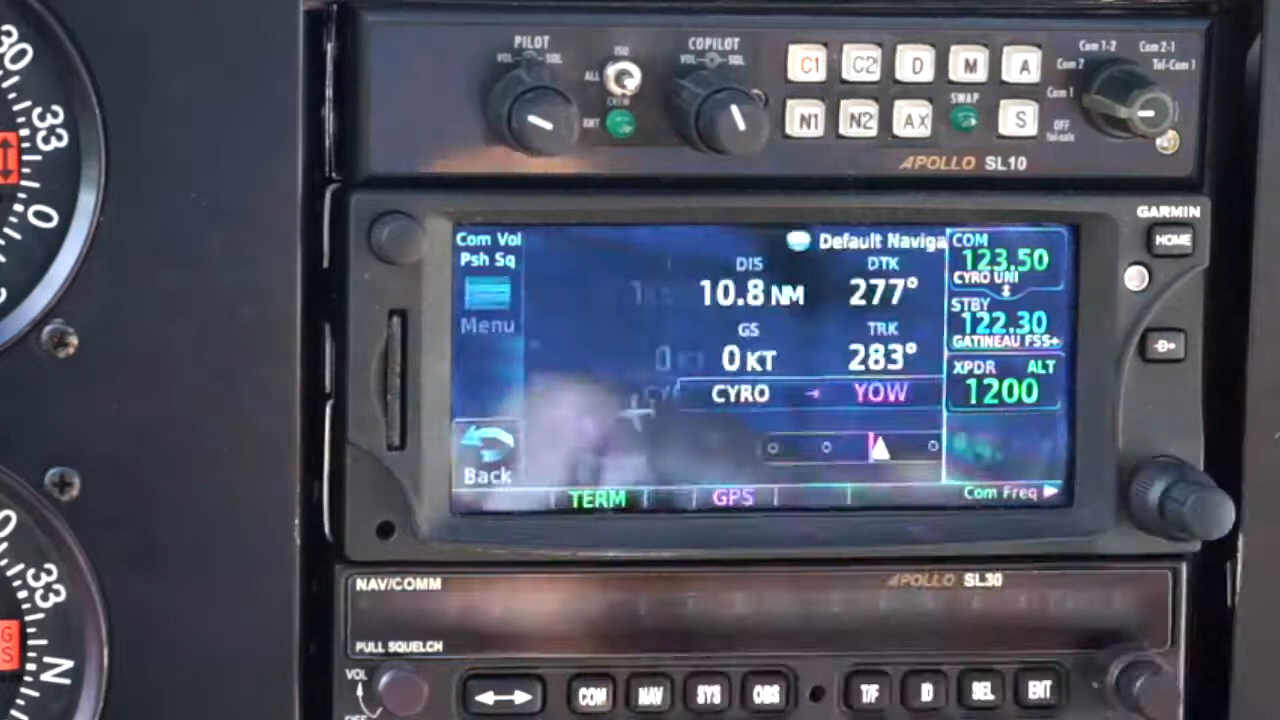 PILOT
VOL SQL
ISO
ALL
CREW
COPILOT
VOL SQL
C1 C2 D M A
N1 N2 AX SWAP S
Com 1-2 Com 2-1
Com 2 Tel-Com 1
Com 1
OFF
APOLLO SL10
GARMIN
HOME
Com Vol
Psh Sq
Menu
Back
Default Naviga
DIS DTK
10.8 NM 277°
GS TRK
0 KT 283°
CYRO → YOW
TERM GPS
COM
123.50
CYRO UNI
STBY
122.30
GATINEAU FSS+
XPDR ALT
1200
Com Freq
NAV/COMM
APOLLO SL30
PULL SQUELCH
VOL
OFF
COM NAV SYS OBS T/F ID SEL ENT
30
33
0
33
N
GS